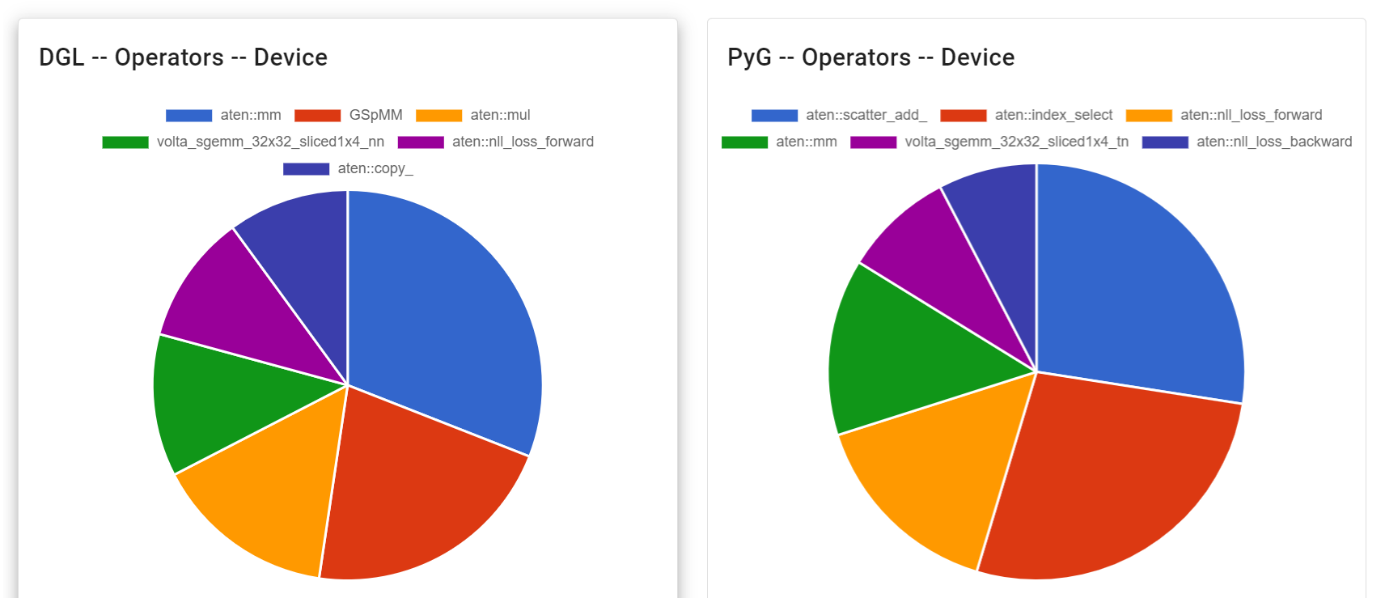 DGL -- Operators -- Device
aten::mm GSpMM aten::mul
volta_sgemm_32x32_sliced1x4_nn aten::nll_loss_forward
aten::copy_
PyG -- Operators -- Device
aten::scatter_add_ aten::index_select aten::nll_loss_forward
aten::mm volta_sgemm_32x32_sliced1x4_tn aten::nll_loss_backward